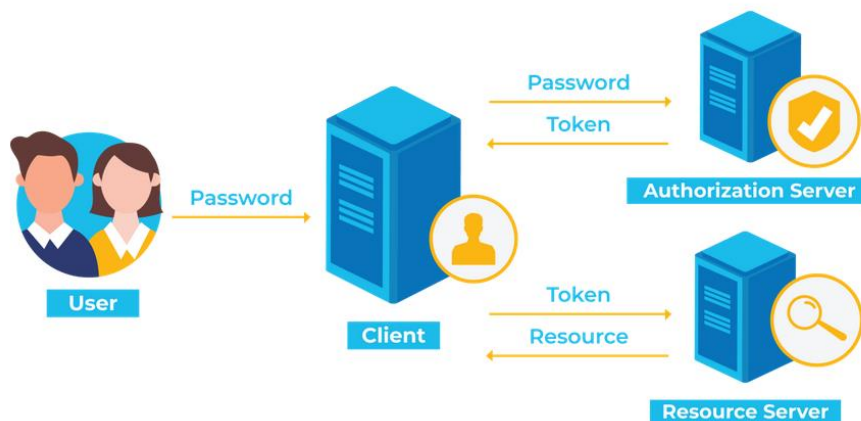 Password
Token
Authorization Server
Password
User
Client
Token
Resource
Resource Server